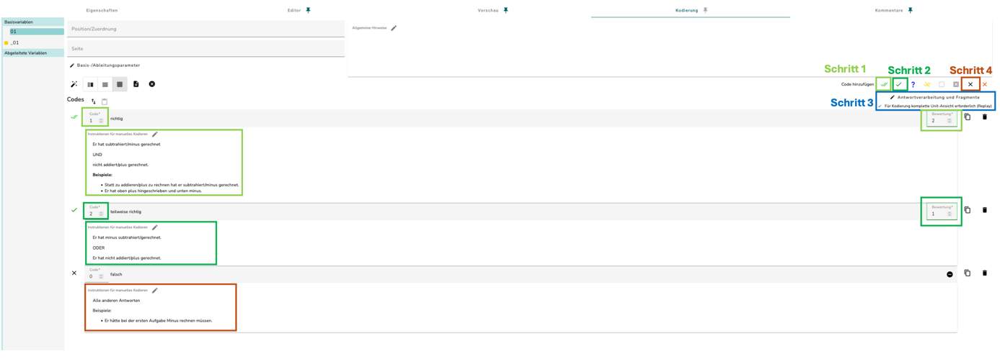 Eigenschaften
Editor
Vorschau
Kodierung
Kommentare
Basisvariablen
01
_01
Abgeleitete Variablen
Position/Zuordnung
Seite
Basis-/Ableitungsparameter
Allgemeine Hinweise
Schritt 1
Schritt 2
Schritt 4
Code hinzufügen
?
Schritt 3
Antwortverarbeitung und Fragmente
Für Kodierung komplette Unit-Ansicht erforderlich (Replay)
Codes
Code*
1
richtig
Bewertung*
2
Instruktionen für manuelles Kodieren
Er hat subtrahiert/minus gerechnet
UND
nicht addiert/plus gerechnet.
Beispiele:
• Statt zu addieren/plus zu rechnen hat er subtrahiert/minus gerechnet.
• Er hat oben plus hingeschrieben und unten minus.
Code*
2
teilweise richtig
Bewertung*
1
Instruktionen für manuelles Kodieren
Er hat minus subtrahiert/gerechnet.
ODER
Er hat nicht addiert/plus gerechnet.
Code*
0
falsch
Instruktionen für manuelles Kodieren
Alle anderen Antworten
Beispiele:
• Er hätte bei der ersten Aufgabe Minus rechnen müssen.